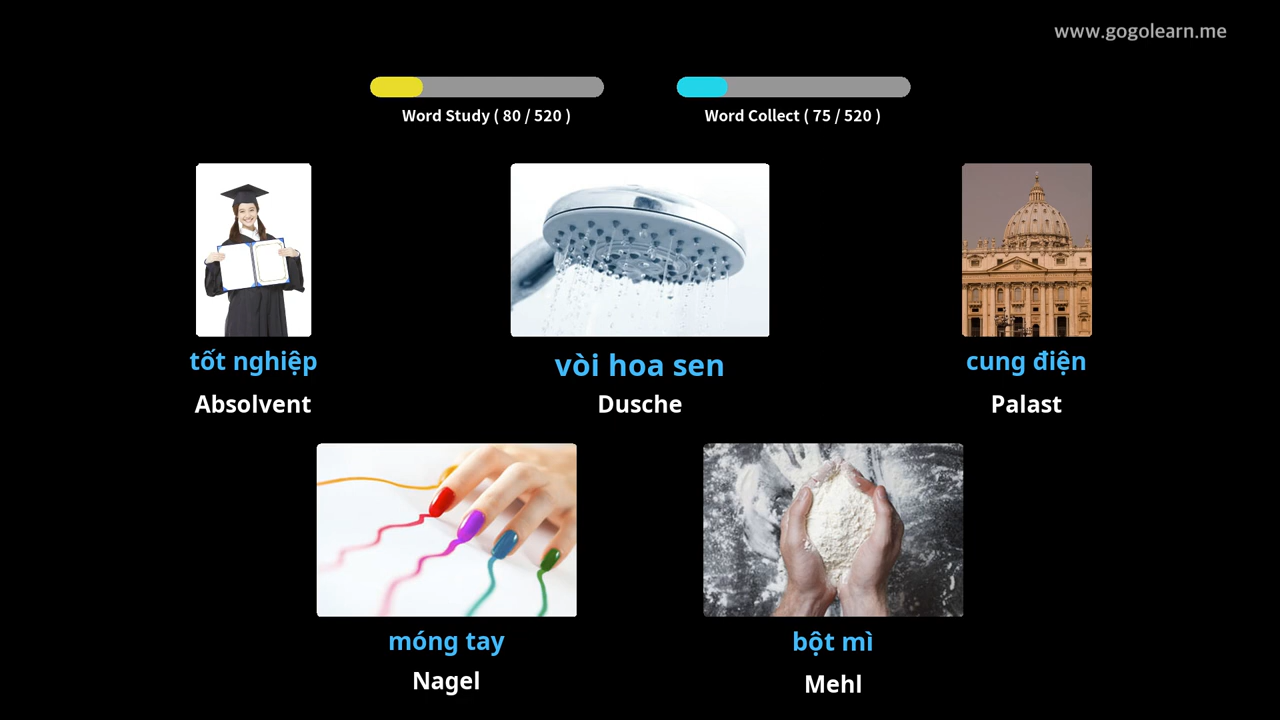 www.gogolearn.me
Word Study ( 80 / 520 )
Word Collect ( 75 / 520 )
tốt nghiệp
Absolvent
vòi hoa sen
Dusche
cung điện
Palast
móng tay
Nagel
bột mì
Mehl